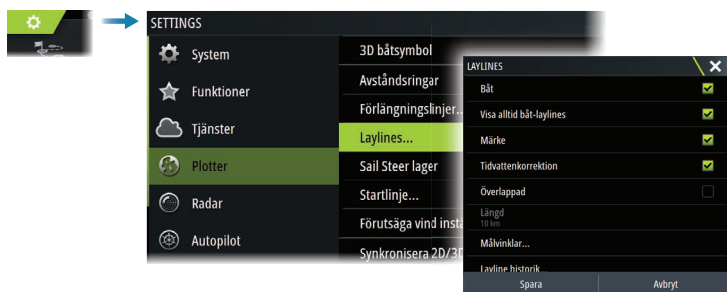 SETTINGS
System
Funktioner
Tjänster
Plotter
Radar
Autopilot
3D båtsymbol
Avståndsringar
Förlängningslinjer...
Laylines...
Sail Steer lager
Startlinje...
Förutsäga vind instä
Synkronisera 2D/3D
LAYLINES
Båt
Visa alltid båt-laylines
Märke
Tidvattenkorrektion
Överlappad
Längd
10 km
Målvinklar...
Layline historik...
Spara
Avbryt